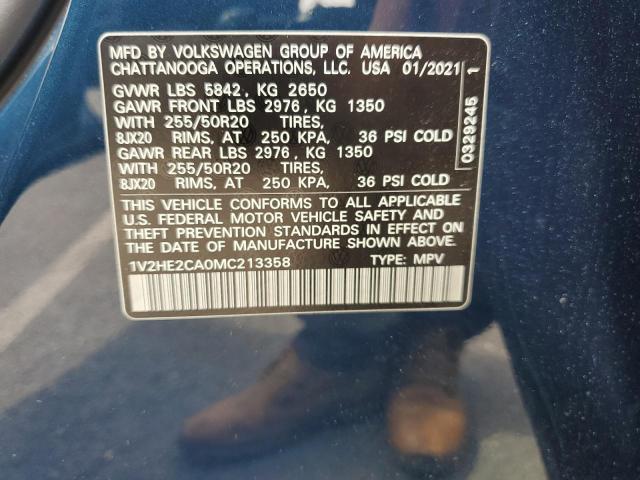 MFD BY VOLKSWAGEN GROUP OF AMERICA
CHATTANOOGA OPERATIONS, LLC. USA 01/2021
GVWR LBS 5842, KG 2650
GAWR FRONT LBS 2976, KG 1350
WITH 255/50R20 TIRES,
8JX20 RIMS, AT 250 KPA, 36 PSI COLD
GAWR REAR LBS 2976, KG 1350
WITH 255/50R20 TIRES,
8JX20 RIMS, AT 250 KPA, 36 PSI COLD
THIS VEHICLE CONFORMS TO ALL APPLICABLE
U.S. FEDERAL MOTOR VEHICLE SAFETY AND
THEFT PREVENTION STANDARDS IN EFFECT ON THE
DATE OF MANUFACTURE SHOWN ABOVE.
1V2HE2CA0MC213358 TYPE: MPV
0329245 1